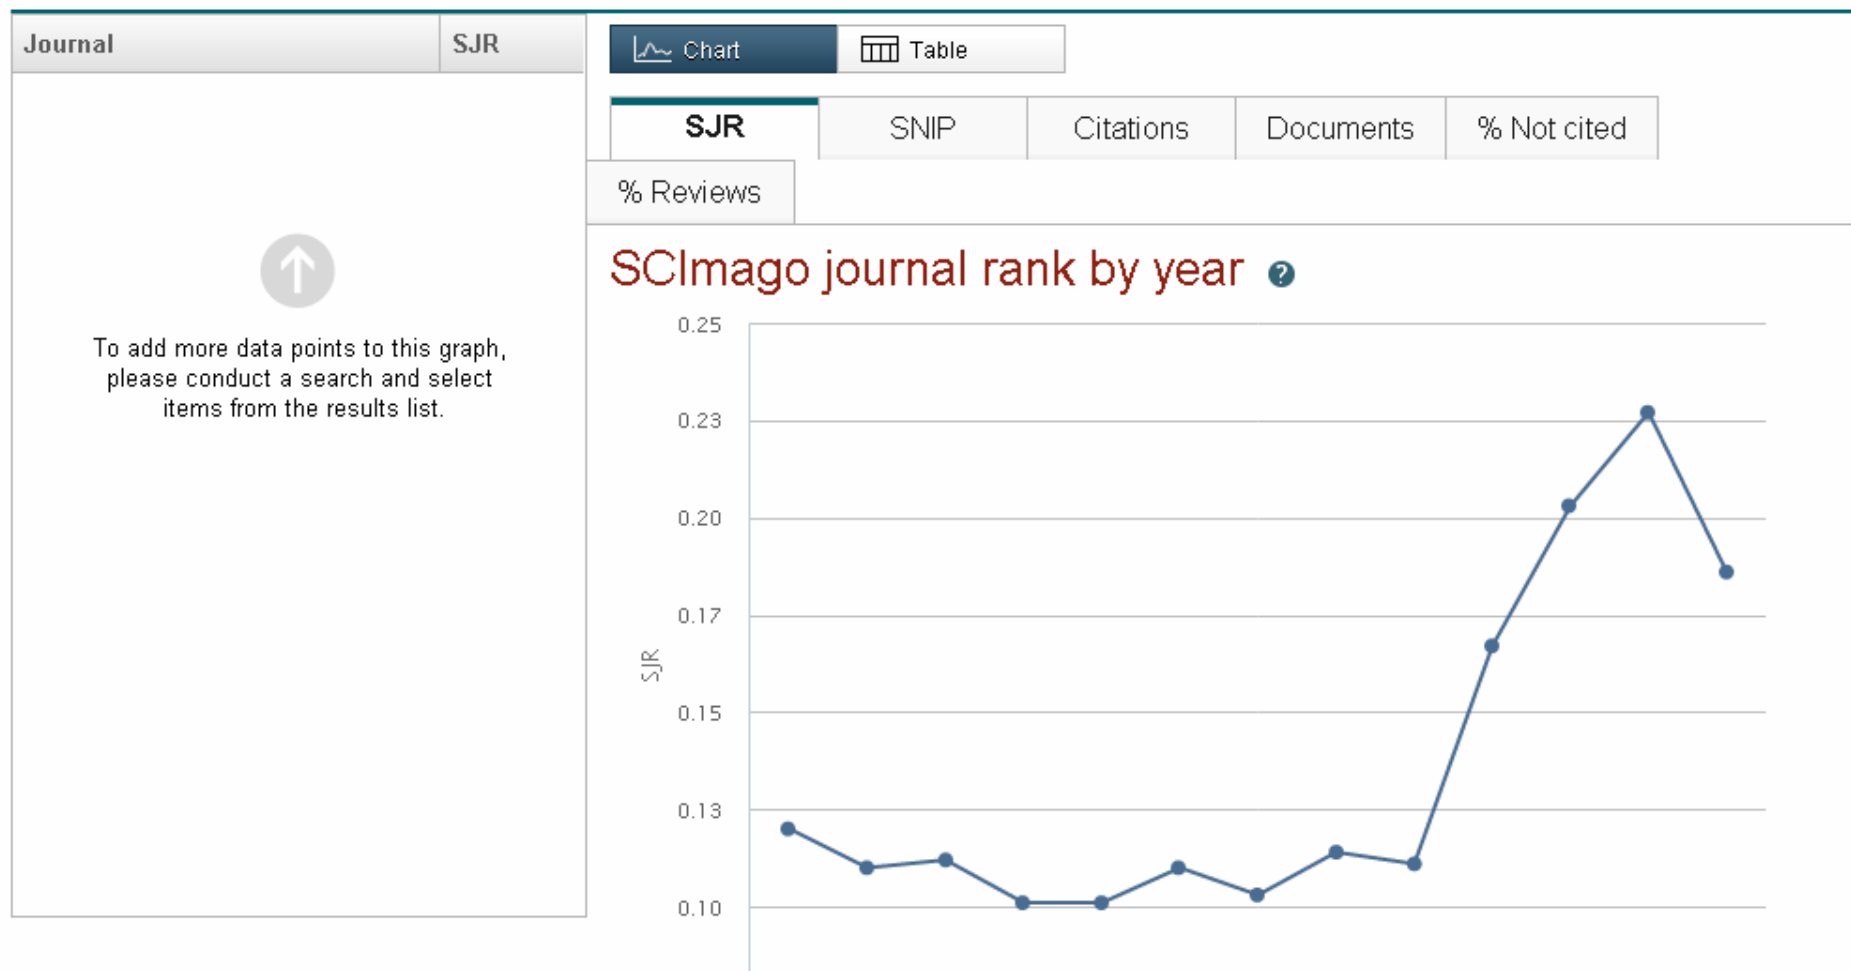 Journal SJR
To add more data points to this graph,
please conduct a search and select
items from the results list.
Chart Table
SJR SNIP Citations Documents % Not cited
% Reviews
SCImago journal rank by year ?
0.25
0.23
0.20
0.17
SJR
0.15
0.13
0.10